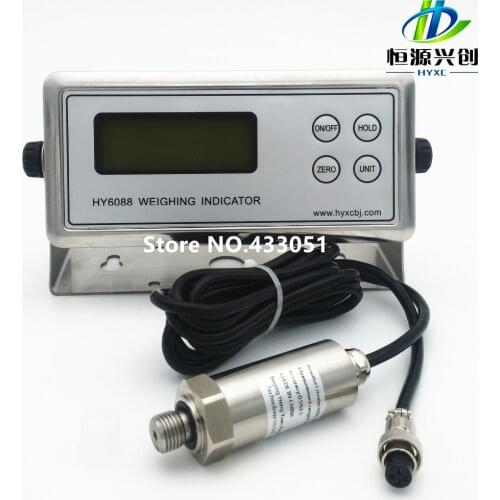 恒源兴创
HYXC
ON/OFF
HOLD
ZERO
UNIT
HY6088 WEIGHING INDICATOR
www.hyxcbj.com
Store NO.433051